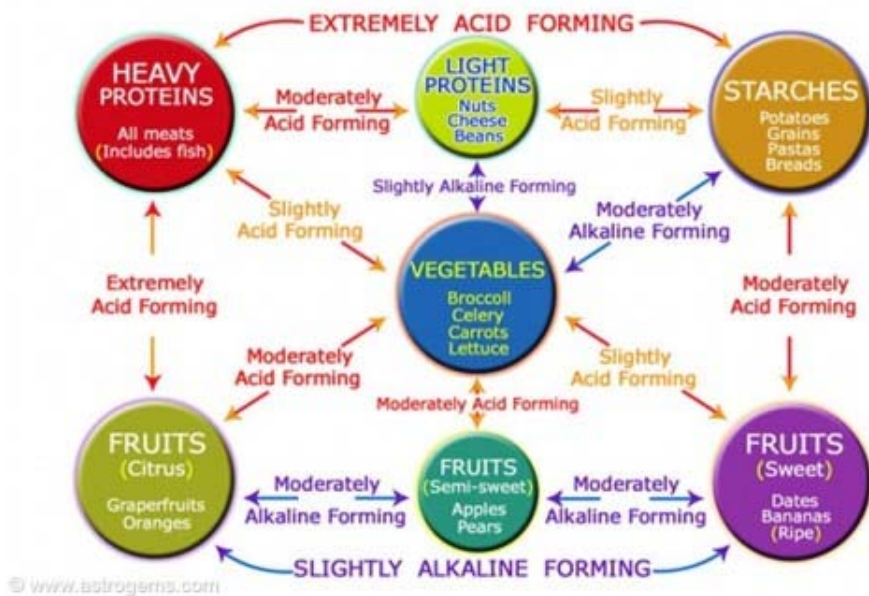 EXTREMELY ACID FORMING
HEAVY
PROTEINS
All meats
(Includes fish)
Moderately
Acid Forming
LIGHT
PROTEINS
Nuts
Cheese
Beans
Slightly
Acid Forming
STARCHES
Potatoes
Grains
Pastas
Breads
Slightly Alkaline Forming
Slightly
Acid Forming
Moderately
Alkaline Forming
VEGETABLES
Broccoll
Celery
Carrots
Lettuce
Extremely
Acid Forming
Moderately
Acid Forming
Moderately
Acid Forming
Slightly
Acid Forming
Moderately Acid Forming
FRUITS
(Citrus)
Graperfruits
Oranges
Moderately
Alkaline Forming
FRUITS
(Semi-sweet)
Apples
Pears
Moderately
Alkaline Forming
FRUITS
(Sweet)
Dates
Bananas
(Ripe)
SLIGHTLY ALKALINE FORMING
© www.astrogems.com